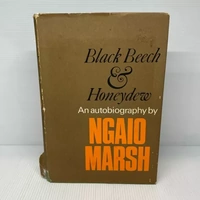 Black Beech
&
Honeydew
An autobiography by
NGAIO
MARSH